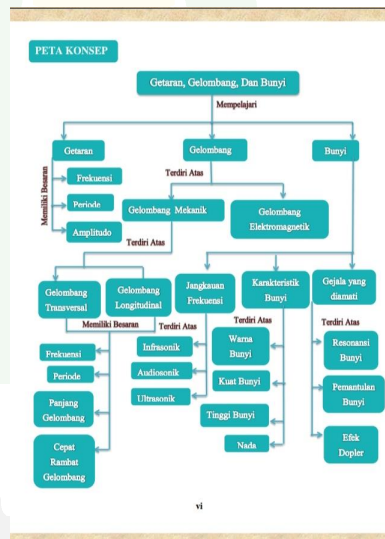 PETA KONSEP
Getaran, Gelombang, Dan Bunyi
Mempelajari
Getaran
Gelombang
Bunyi
Memiliki Besaran
Frekuensi
Periode
Amplitudo
Terdiri Atas
Gelombang Mekanik
Gelombang
Elektromagnetik
Terdiri Atas
Gelombang
Transversal
Gelombang
Longitudinal
Memiliki Besaran
Frekuensi
Periode
Panjang
Gelombang
Cepat
Rambat
Gelombang
Jangkauan
Frekuensi
Terdiri Atas
Infrasonik
Audiosonik
Ultrasonik
Karakteristik
Bunyi
Terdiri Atas
Warna
Bunyi
Kuat Bunyi
Tinggi Bunyi
Nada
Gejala yang
diamati
Terdiri Atas
Resonansi
Bunyi
Pemantulan
Bunyi
Efek
Dopler
vi